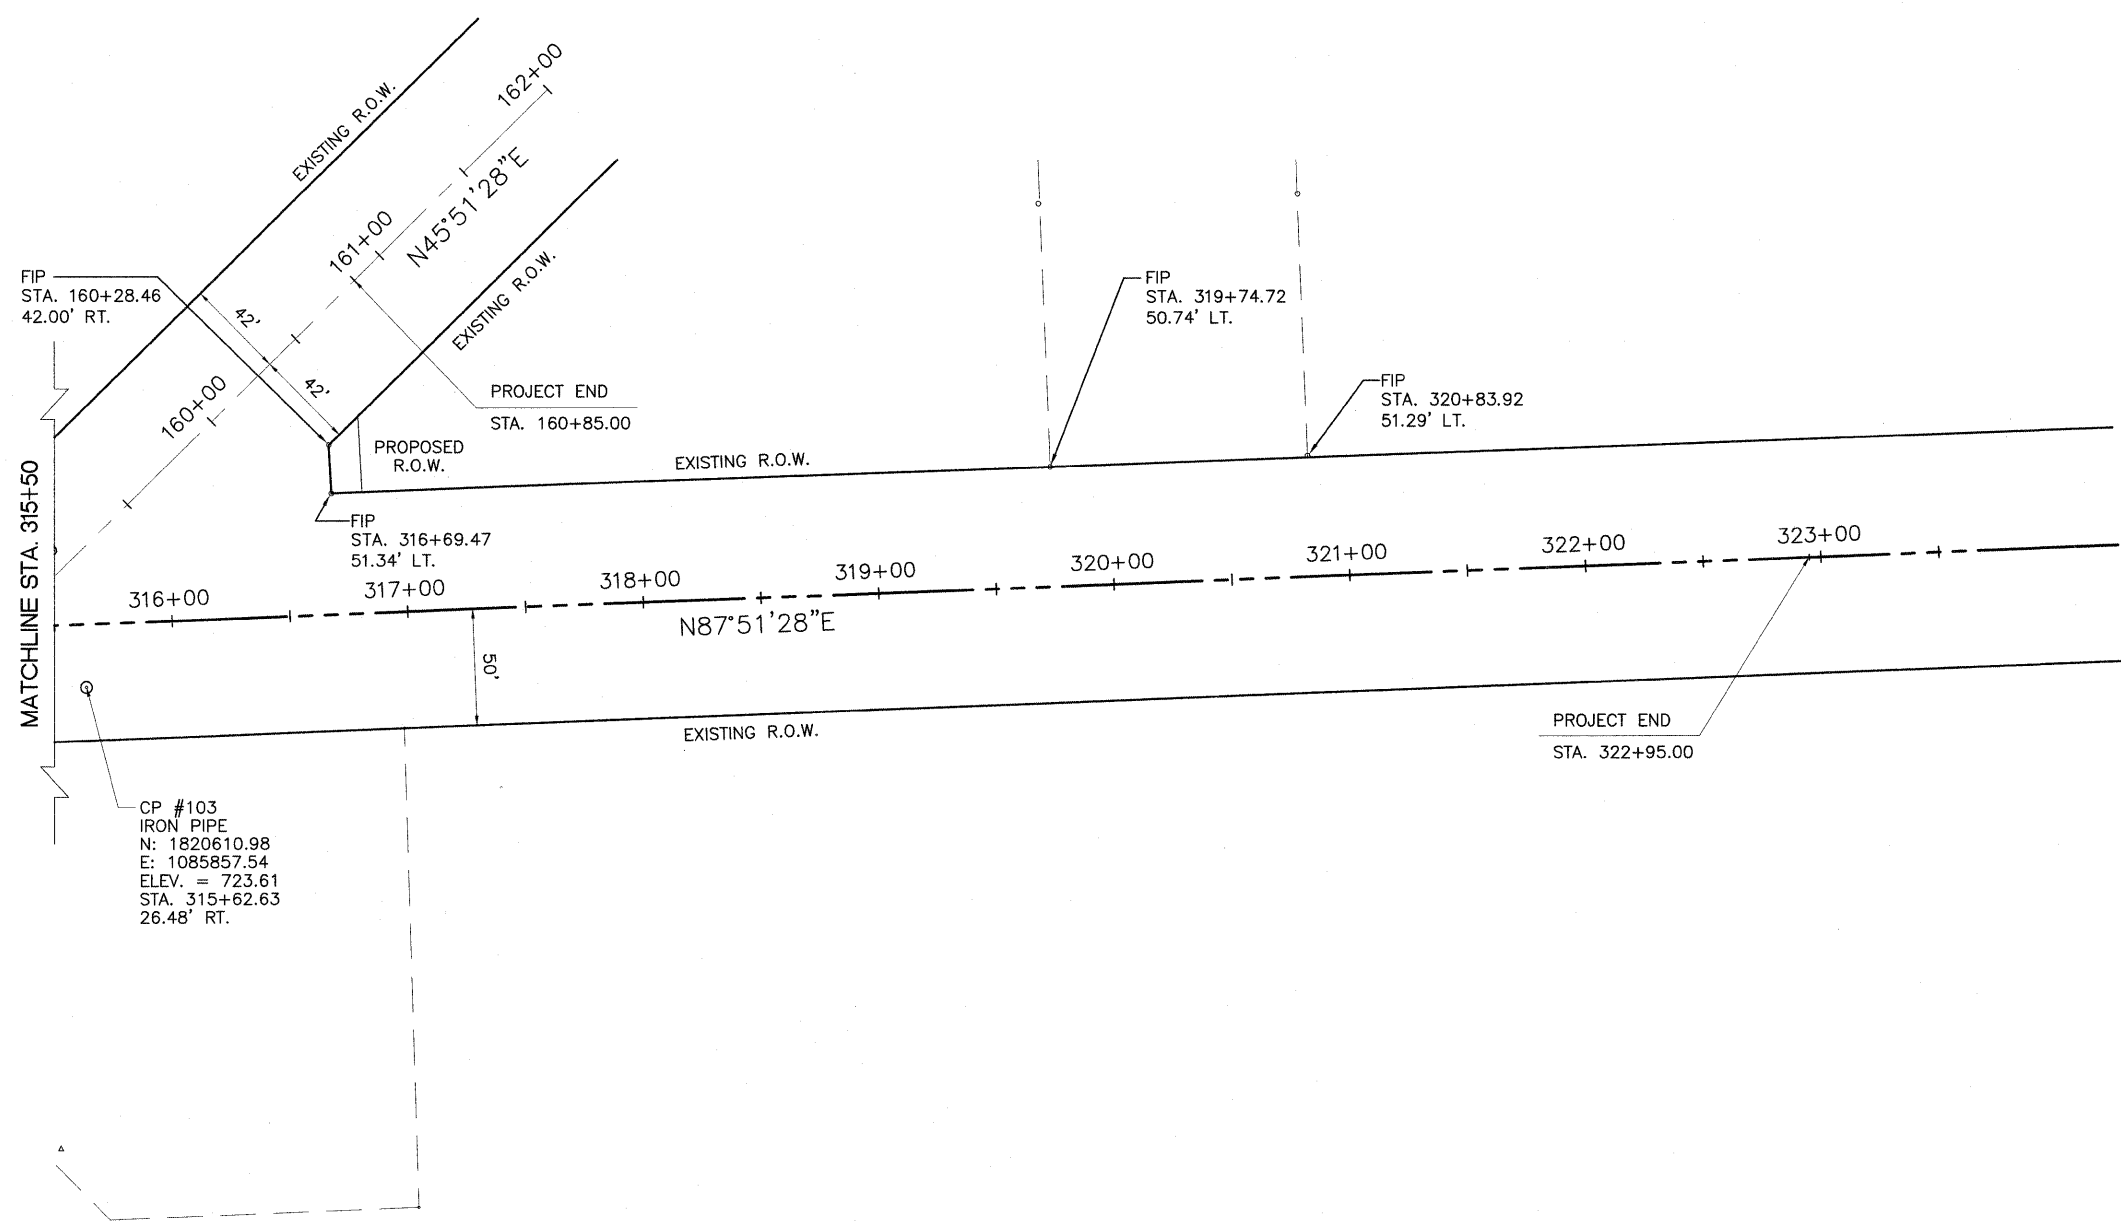 162+00
EXISTING R.O.W.
161+00
N45°51'28"E
EXISTING R.O.W.
FIP
STA. 160+28.46
42.00' RT.
42'
42'
160+00
PROJECT END
STA. 160+85.00
PROPOSED
R.O.W.
FIP
STA. 319+74.72
50.74' LT.
FIP
STA. 320+83.92
51.29' LT.
EXISTING R.O.W.
MATCHLINE STA. 315+50
FIP
STA. 316+69.47
51.34' LT.
316+00
317+00
318+00
319+00
320+00
321+00
322+00
323+00
N87°51'28"E
50'
EXISTING R.O.W.
PROJECT END
STA. 322+95.00
CP #103
IRON PIPE
N: 1820610.98
E: 1085857.54
ELEV. = 723.61
STA. 315+62.63
26.48' RT.